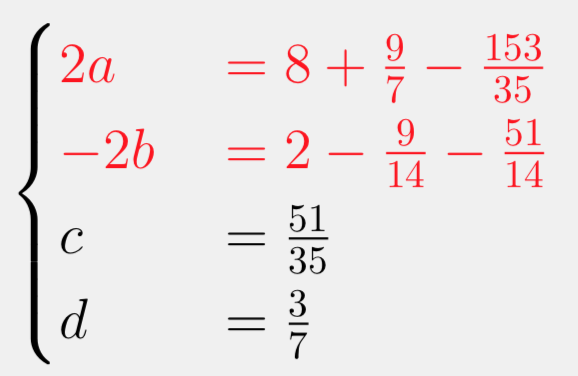 2a = 8 + 9/7 − 153/35
−2b = 2 − 9/14 − 51/14
c = 51/35
d = 3/7